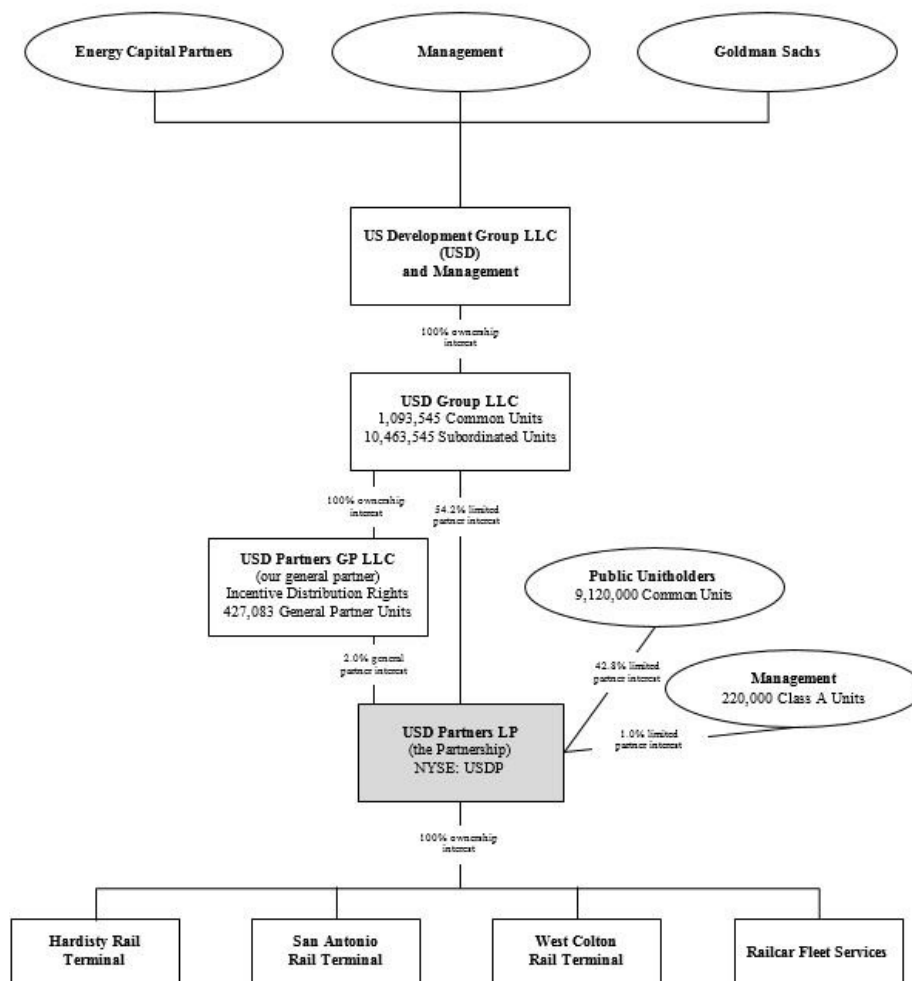 Energy Capital Partners
Management
Goldman Sachs
US Development Group LLC
(USD)
and Management
100% ownership
interest
USD Group LLC
1,093,545 Common Units
10,463,545 Subordinated Units
100% ownership
interest
54.2% limited
partner interest
USD Partners GP LLC
(our general partner)
Incentive Distribution Rights
427,083 General Partner Units
Public Unitholders
9,120,000 Common Units
2.0% general
partner interest
42.8% limited
partner interest
Management
220,000 Class A Units
1.0% limited
partner interest
USD Partners LP
(the Partnership)
NYSE: USDP
100% ownership
interest
Hardisty Rail
Terminal
San Antonio
Rail Terminal
West Colton
Rail Terminal
Railcar Fleet Services